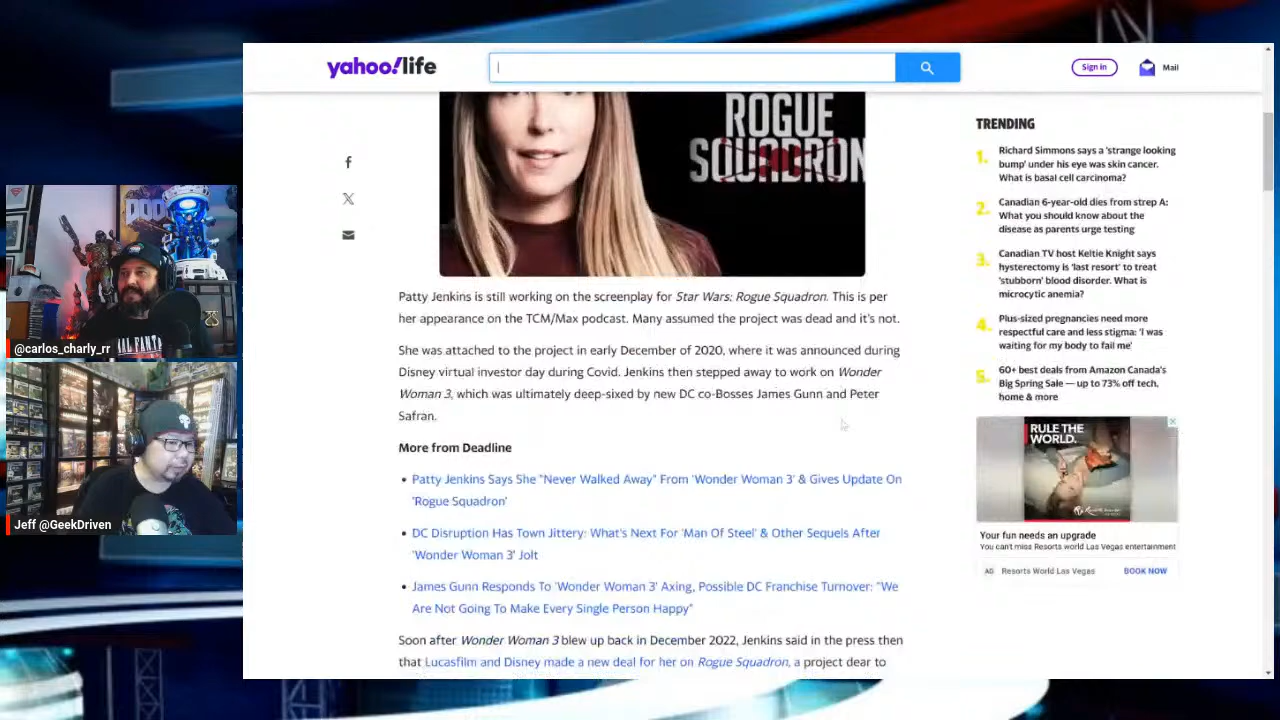 yahoo!life
Sign in
Mail
ROGUE
SQUADRON
Patty Jenkins is still working on the screenplay for Star Wars: Rogue Squadron. This is per
her appearance on the TCM/Max podcast. Many assumed the project was dead and it's not.
She was attached to the project in early December of 2020, where it was announced during
Disney virtual investor day during Covid. Jenkins then stepped away to work on Wonder
Woman 3, which was ultimately deep-sixed by new DC co-Bosses James Gunn and Peter
Safran.
More from Deadline
• Patty Jenkins Says She "Never Walked Away" From 'Wonder Woman 3' & Gives Update On
'Rogue Squadron'
• DC Disruption Has Town Jittery: What's Next For 'Man Of Steel' & Other Sequels After
'Wonder Woman 3' Jolt
• James Gunn Responds To 'Wonder Woman 3' Axing, Possible DC Franchise Turnover: "We
Are Not Going To Make Every Single Person Happy"
Soon after Wonder Woman 3 blew up back in December 2022, Jenkins said in the press then
that Lucasfilm and Disney made a new deal for her on Rogue Squadron, a project dear to
TRENDING
1. Richard Simmons says a 'strange looking
bump' under his eye was skin cancer.
What is basal cell carcinoma?
2. Canadian 6-year-old dies from strep A:
What you should know about the
disease as parents urge testing
3. Canadian TV host Keltie Knight says
hysterectomy is 'last resort' to treat
'stubborn' blood disorder. What is
microcytic anemia?
4. Plus-sized pregnancies need more
respectful care and less stigma: 'I was
waiting for my body to fail me'
5. 60+ best deals from Amazon Canada's
Big Spring Sale — up to 73% off tech,
home & more
RULE THE
WORLD.
Your fun needs an upgrade
You can't miss Resorts world Las Vegas entertainment
AD Resorts World Las Vegas
BOOK NOW
@carlos_charly_rr
Jeff @GeekDriven